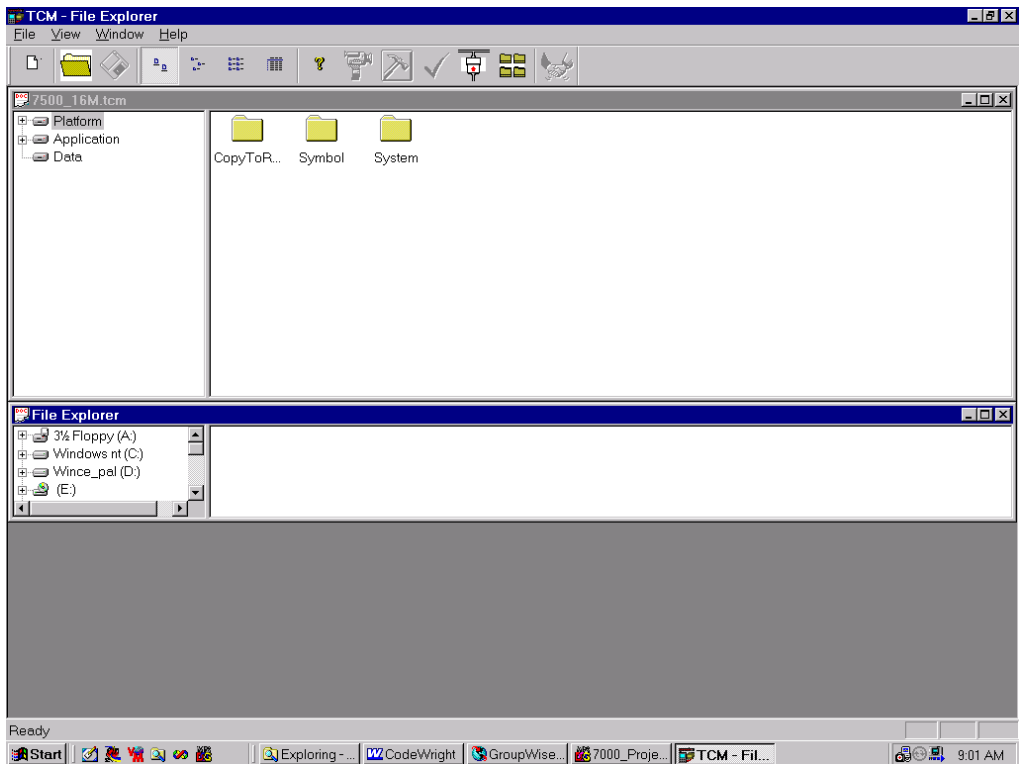 TCM - File Explorer
File View Window Help
7500_16M.tcm
Platform
Application
Data
CopyToR... Symbol System
File Explorer
3½ Floppy (A:)
Windows nt (C:)
Wince_pal (D:)
(E:)
Ready
Start Exploring - ... CodeWright GroupWise... 7000_Proje... TCM - Fil... 9:01 AM